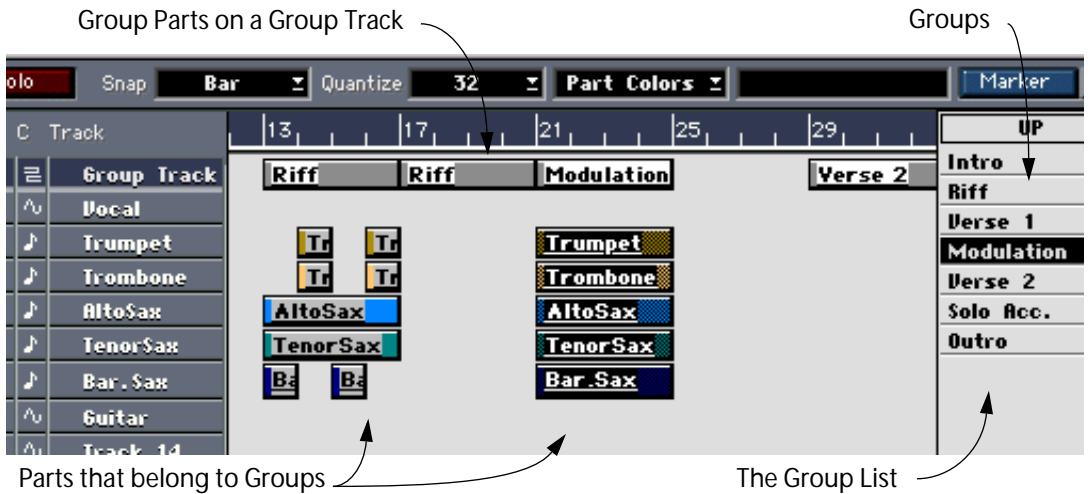 Group Parts on a Group Track
Groups
olo Snap Bar Quantize 32 Part Colors Marker
C Track 13 17 21 25 29 UP
Group Track Riff Riff Modulation Verse 2 Intro
Vocal Riff
Trumpet Tr Tr Trumpet Verse 1
Modulation
Trombone Tr Tr Trombone Verse 2
AltoSax AltoSax AltoSax Solo Acc.
TenorSax TenorSax TenorSax Outro
Bar.Sax Ba Ba Bar.Sax
Guitar
Track 14
Parts that belong to Groups
The Group List